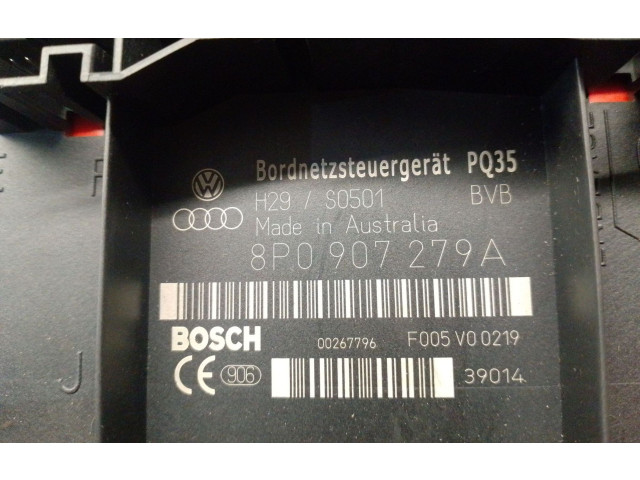 Bordnetzsteuergerät PQ35
H29 / S0501 BVB
Made in Australia
8P0 907 279A
BOSCH 00267796 F005 V0 0219
CE 906 39014
J